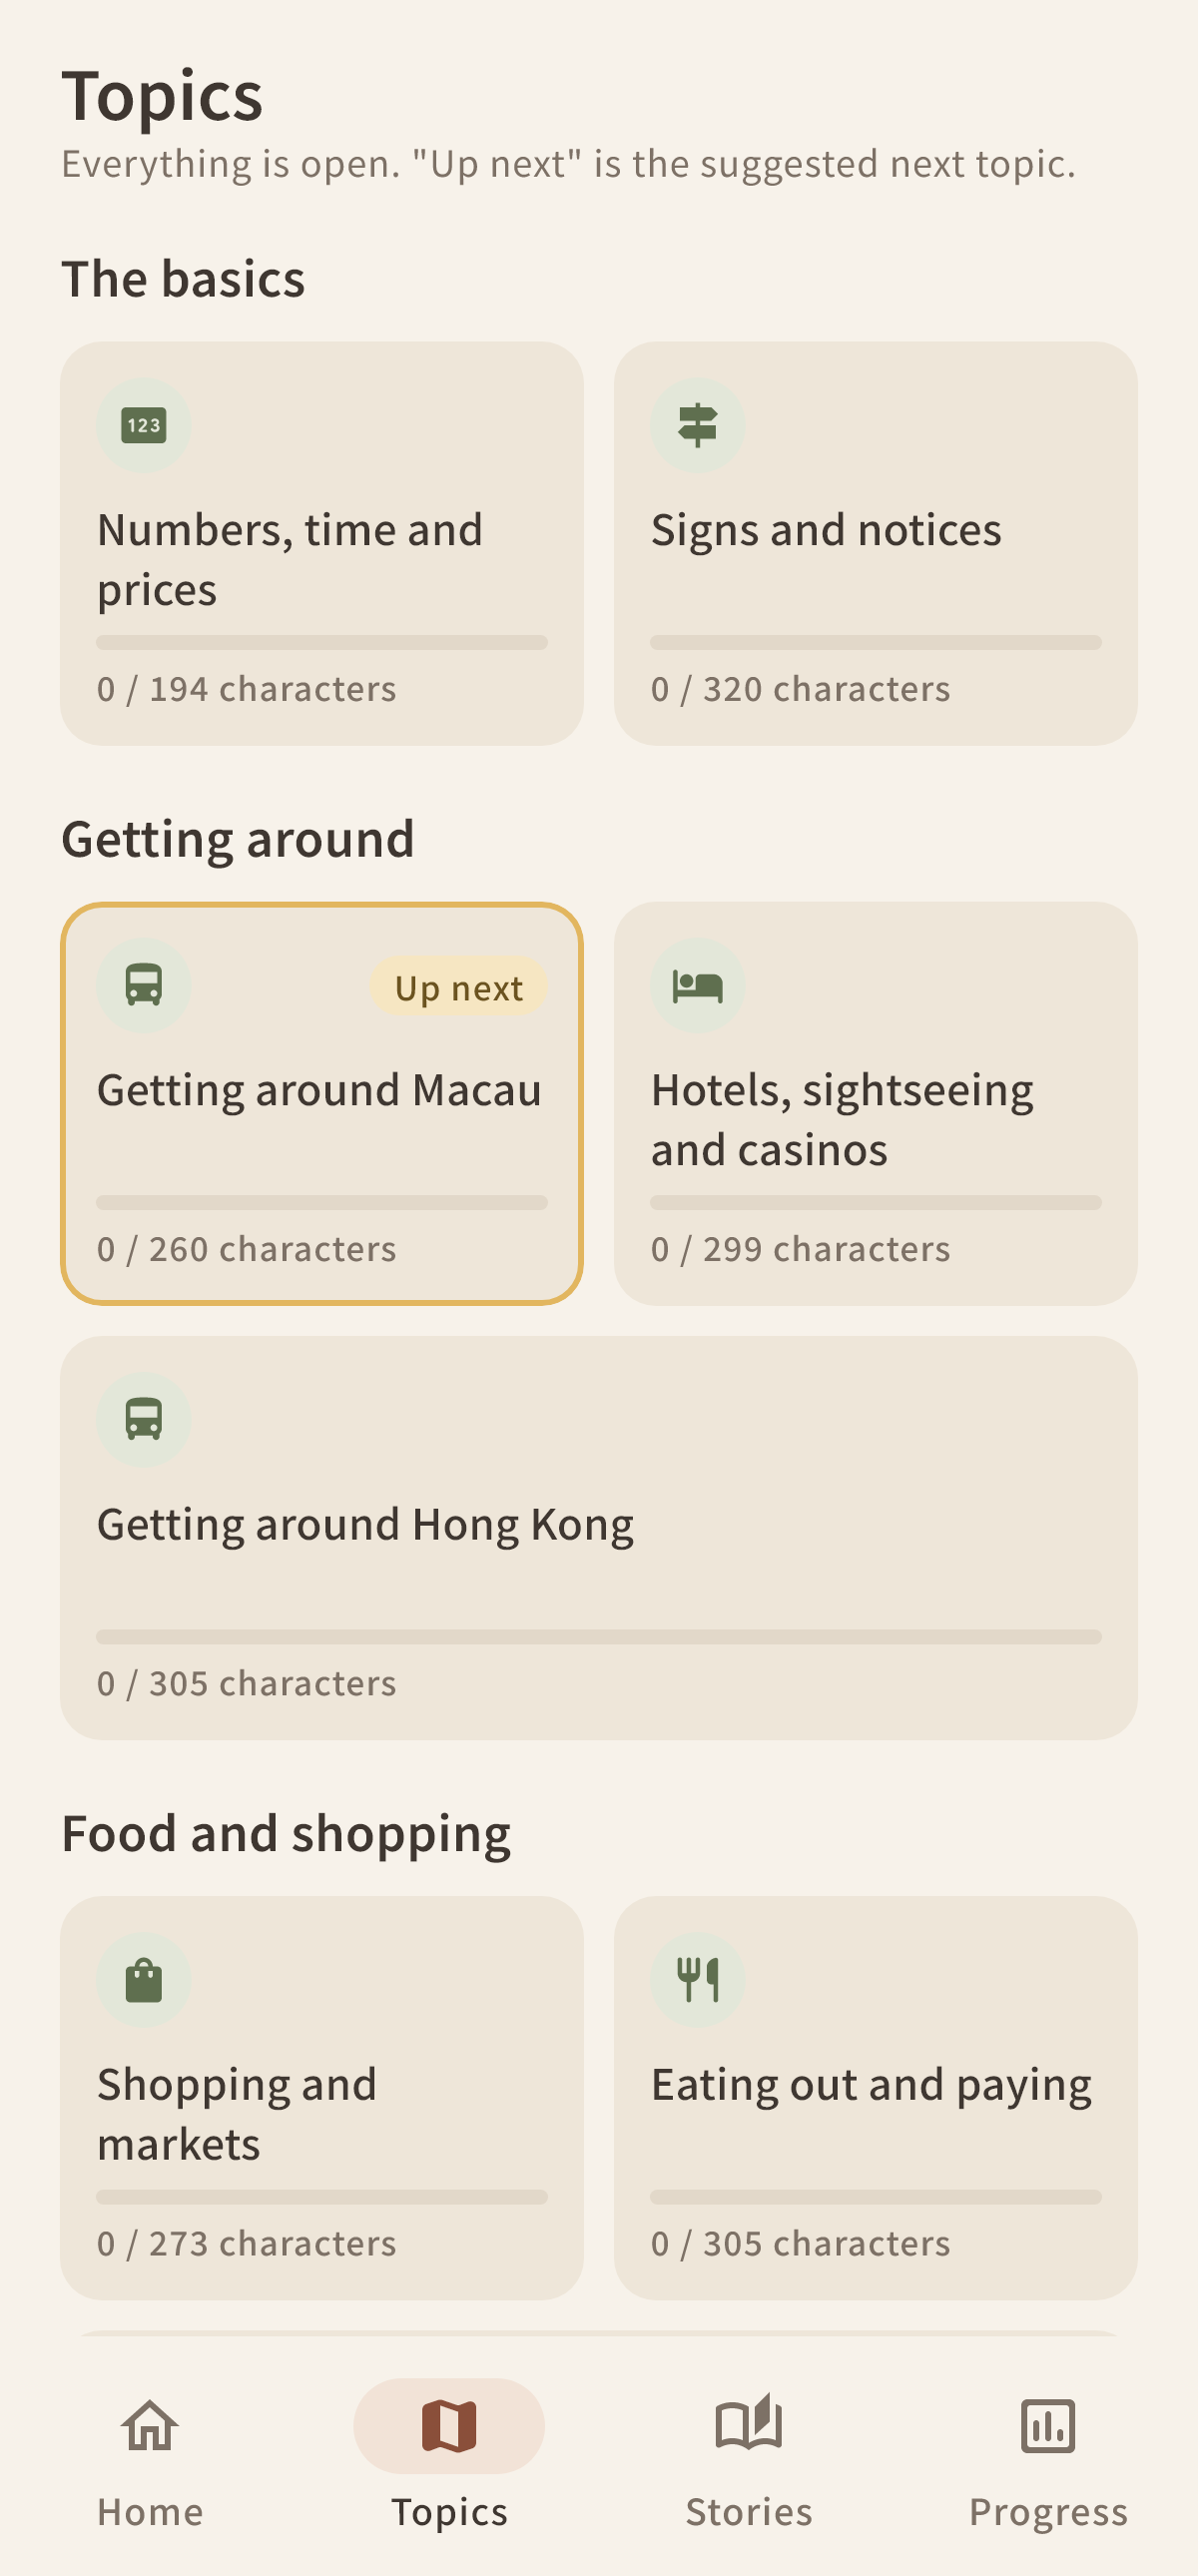 Topics
Everything is open. "Up next" is the suggested next topic.
The basics
123
Numbers, time and
prices
0 / 194 characters
Signs and notices
0 / 320 characters
Getting around
Up next
Getting around Macau
0 / 260 characters
Hotels, sightseeing
and casinos
0 / 299 characters
Getting around Hong Kong
0 / 305 characters
Food and shopping
Shopping and
markets
0 / 273 characters
Eating out and paying
0 / 305 characters
Home
Topics
Stories
Progress